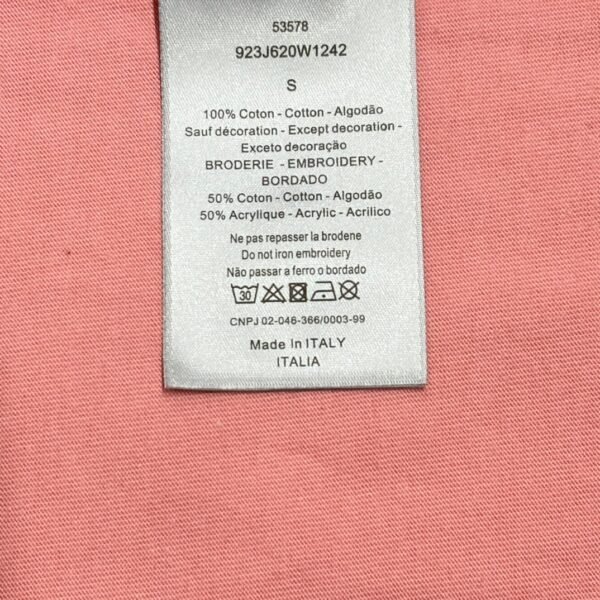 53578
923J620W1242
S
100% Coton - Cotton - Algodão
Sauf décoration - Except decoration -
Exceto decoração
BRODERIE - EMBROIDERY -
BORDADO
50% Coton - Cotton - Algodão
50% Acrylique - Acrylic - Acrilico
Ne pas repasser la brodene
Do not iron embroidery
Não passar a ferro o bordado
30
CNPJ 02-046-366/0003-99
Made In ITALY
ITALIA